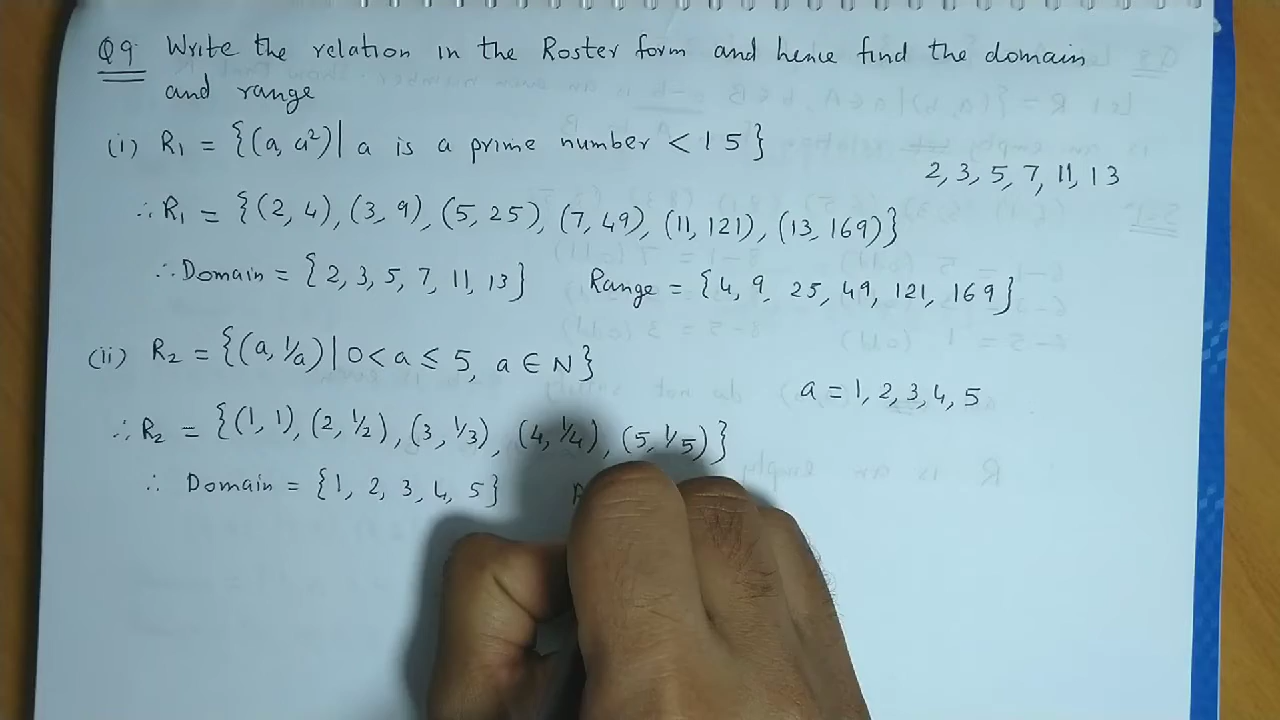 Q9. Write the relation in the Roster form and hence find the domain
and range
(i) R₁ = {(a, a²) | a is a prime number < 15}
2, 3, 5, 7, 11, 13
∴ R₁ = {(2, 4), (3, 9), (5, 25), (7, 49), (11, 121), (13, 169)}
∴ Domain = {2, 3, 5, 7, 11, 13} Range = {4, 9, 25, 49, 121, 169}
(ii) R₂ = {(a, 1/a) | 0 < a ≤ 5, a ∈ N}
a = 1, 2, 3, 4, 5
∴ R₂ = {(1, 1), (2, 1/2), (3, 1/3), (4, 1/4), (5, 1/5)}
∴ Domain = {1, 2, 3, 4, 5}